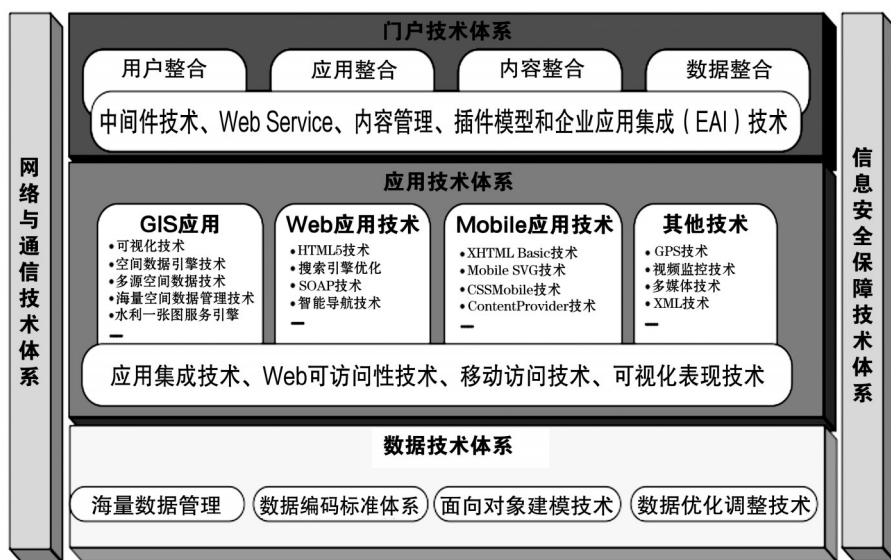 门户技术体系
用户整合
应用整合
内容整合
数据整合
中间件技术、Web Service、内容管理、插件模型和企业应用集成（EAI）技术
网络与通信技术体系
信息安全保障技术体系
应用技术体系
GIS应用
•可视化技术
•空间数据引擎技术
•多源空间数据技术
•海量空间数据管理技术
•水利一张图服务引擎
Web应用技术
•HTML5技术
•搜索引擎优化
•SOAP技术
•智能导航技术
Mobile应用技术
•XHTML Basic技术
•Mobile SVG技术
•CSSMobile技术
•ContentProvider技术
其他技术
•GPS技术
•视频监控技术
•多媒体技术
•XML技术
应用集成技术、Web可访问性技术、移动访问技术、可视化表现技术
数据技术体系
海量数据管理
数据编码标准体系
面向对象建模技术
数据优化调整技术